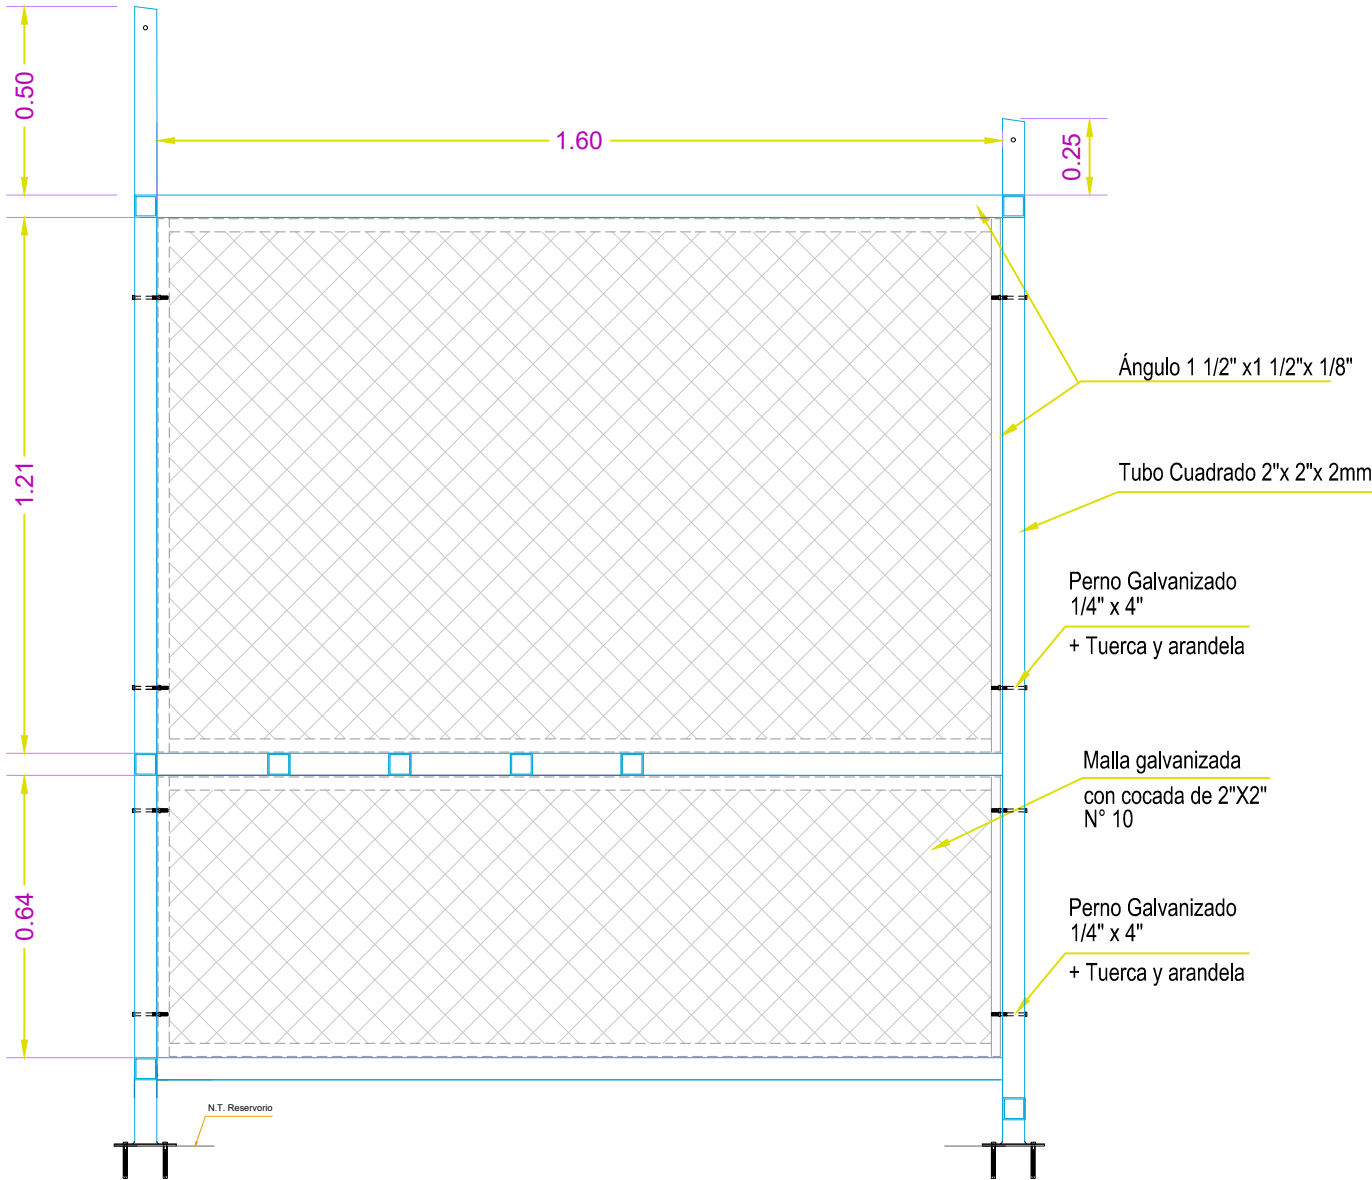 0.50
1.60
0.25
Ángulo 1 1/2" x1 1/2"x 1/8"
1.21
Tubo Cuadrado 2"x 2"x 2mm
Perno Galvanizado
1/4" x 4"
+ Tuerca y arandela
Malla galvanizada
con cocada de 2"X2"
N° 10
0.64
Perno Galvanizado
1/4" x 4"
+ Tuerca y arandela
N.T. Reservorio